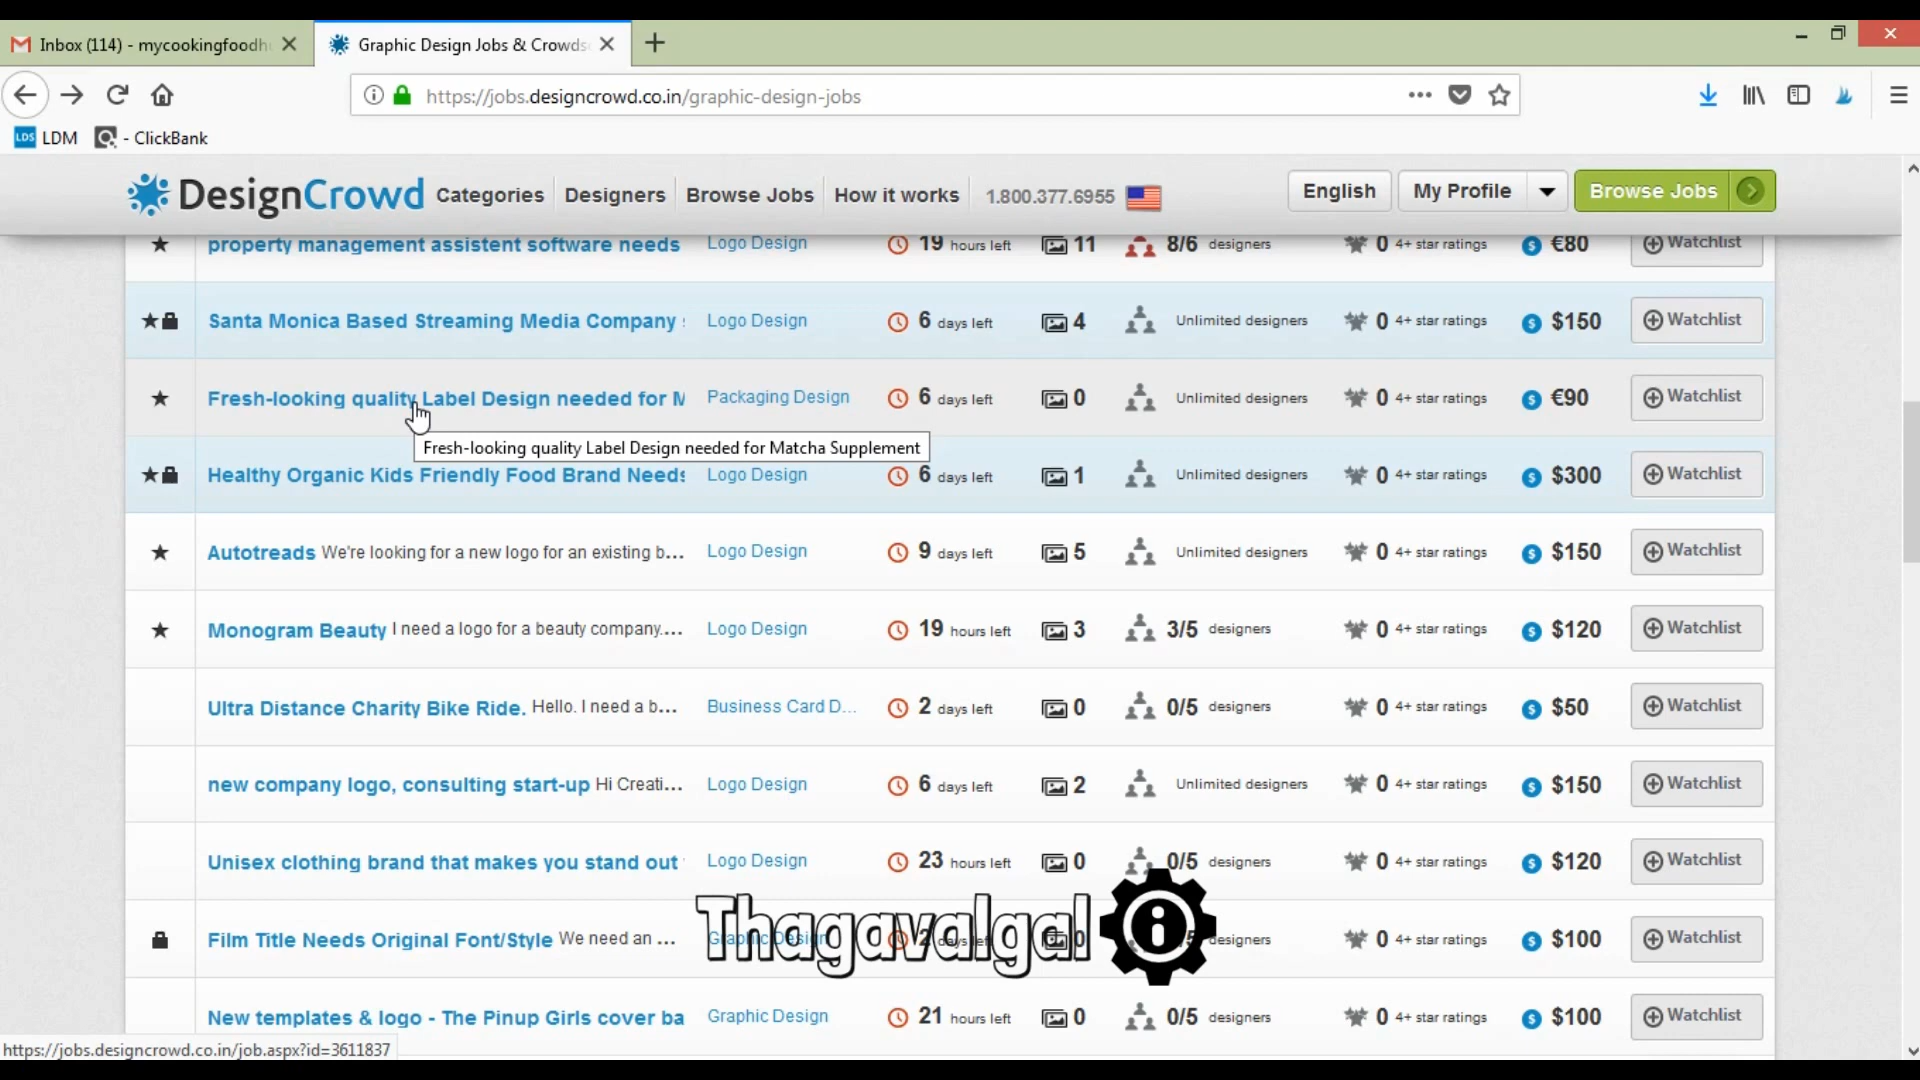 Inbox (114) - mycookingfoodh
Graphic Design Jobs & Crowds
https://jobs.designcrowd.co.in/graphic-design-jobs
LDS LDM - ClickBank
DesignCrowd Categories Designers Browse Jobs How it works 1.800.377.6955 English My Profile Browse Jobs
property management assistent software needs Logo Design 19 hours left 11 8/6 designers 0 4+ star ratings $ €80 Watchlist
Santa Monica Based Streaming Media Company Logo Design 6 days left 4 Unlimited designers 0 4+ star ratings $ $150 Watchlist
Fresh-looking quality Label Design needed for M Packaging Design 6 days left 0 Unlimited designers 0 4+ star ratings $ €90 Watchlist
Fresh-looking quality Label Design needed for Matcha Supplement
Healthy Organic Kids Friendly Food Brand Needs Logo Design 6 days left 1 Unlimited designers 0 4+ star ratings $ $300 Watchlist
Autotreads We're looking for a new logo for an existing b... Logo Design 9 days left 5 Unlimited designers 0 4+ star ratings $ $150 Watchlist
Monogram Beauty I need a logo for a beauty company.... Logo Design 19 hours left 3 3/5 designers 0 4+ star ratings $ $120 Watchlist
Ultra Distance Charity Bike Ride. Hello. I need a b... Business Card D... 2 days left 0 0/5 designers 0 4+ star ratings $ $50 Watchlist
new company logo, consulting start-up Hi Creati... Logo Design 6 days left 2 Unlimited designers 0 4+ star ratings $ $150 Watchlist
Unisex clothing brand that makes you stand out Logo Design 23 hours left 0 0/5 designers 0 4+ star ratings $ $120 Watchlist
Film Title Needs Original Font/Style We need an ... Graphic Design 2 days left 0 designers 0 4+ star ratings $ $100 Watchlist
Thagavalgal i
New templates & logo - The Pinup Girls cover ba Graphic Design 21 hours left 0 0/5 designers 0 4+ star ratings $ $100 Watchlist
https://jobs.designcrowd.co.in/job.aspx?id=3611837